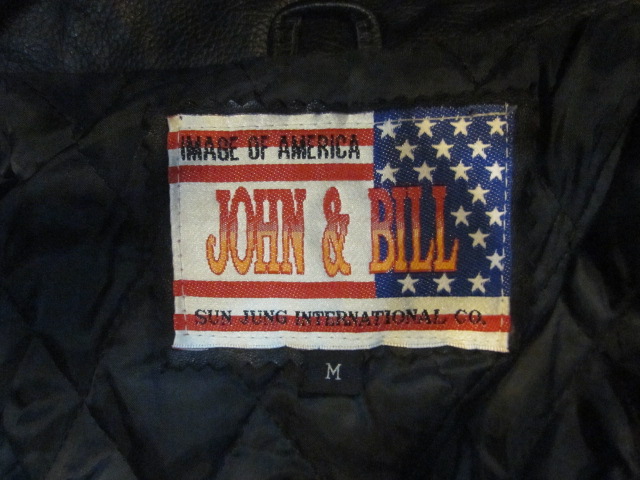 IMAGE OF AMERICA
JOHN & BILL
SUN JUNG INTERNATIONAL CO.
M